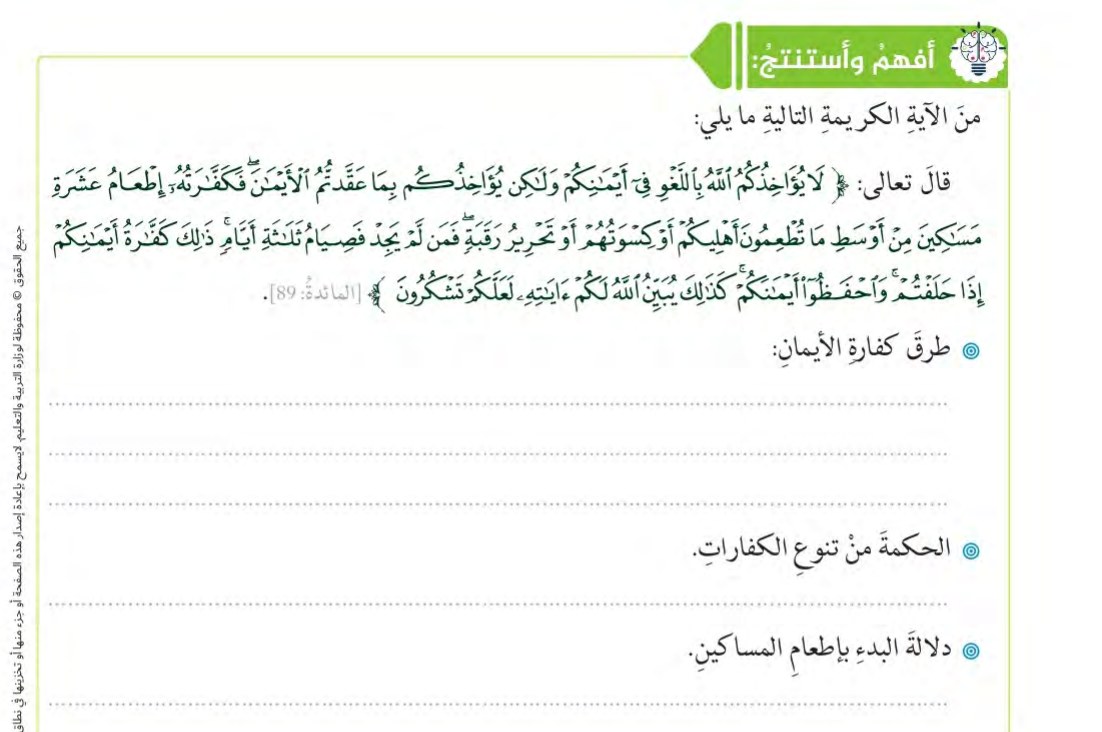 أفهمُ وأستنتجُ:
منَ الآيةِ الكريمةِ التاليةِ ما يلي:
قالَ تعالى: ﴿ لَا يُؤَاخِذُكُمُ ٱللَّهُ بِٱللَّغْوِ فِىٓ أَيْمَـٰنِكُمْ وَلَـٰكِن يُؤَاخِذُكُم بِمَا عَقَّدتُّمُ ٱلْأَيْمَـٰنَ ۖ فَكَفَّـٰرَتُهُۥٓ إِطْعَامُ عَشَرَةِ
مَسَـٰكِينَ مِنْ أَوْسَطِ مَا تُطْعِمُونَ أَهْلِيكُمْ أَوْ كِسْوَتُهُمْ أَوْ تَحْرِيرُ رَقَبَةٍ ۖ فَمَن لَّمْ يَجِدْ فَصِيَامُ ثَلَـٰثَةِ أَيَّامٍ ۚ ذَٰلِكَ كَفَّـٰرَةُ أَيْمَـٰنِكُمْ
إِذَا حَلَفْتُمْ ۚ وَٱحْفَظُوٓا۟ أَيْمَـٰنَكُمْ ۚ كَذَٰلِكَ يُبَيِّنُ ٱللَّهُ لَكُمْ ءَايَـٰتِهِۦ لَعَلَّكُمْ تَشْكُرُونَ ﴾ [المائدةُ: 89].
طرقَ كفارةِ الأيمانِ:
الحكمةَ منْ تنوعِ الكفاراتِ.
دلالةَ البدءِ بإطعامِ المساكينِ.
جميع الحقوق © محفوظة لوزارة التربية والتعليم. لايسمح بإعادة إصدار هذه الصفحة أو جزء منها أو تخزينها في نطاق